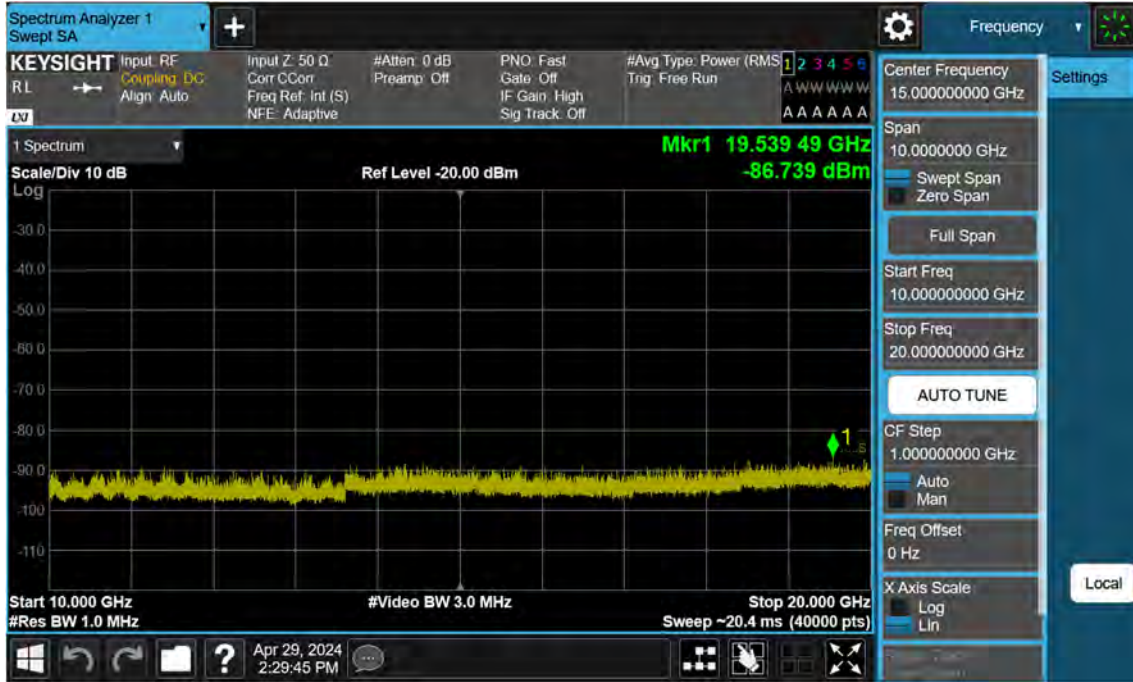 Spectrum Analyzer 1
Swept SA
Frequency
KEYSIGHT
RL
LXI
Input: RF
Coupling: DC
Align: Auto
Input Z: 50 Ω
Corr CCorr
Freq Ref: Int (S)
NFE: Adaptive
#Atten: 0 dB
Preamp: Off
PNO: Fast
Gate: Off
IF Gain: High
Sig Track: Off
#Avg Type: Power (RMS
Trig: Free Run
1 2 3 4 5 6
A W W W W W
A A A A A A
1 Spectrum
Scale/Div 10 dB
Ref Level -20.00 dBm
Mkr1 19.539 49 GHz
-86.739 dBm
Log
-30.0
-40.0
-50.0
-60.0
-70.0
-80.0
-90.0
-100
-110
1
S
Start 10.000 GHz
#Res BW 1.0 MHz
#Video BW 3.0 MHz
Stop 20.000 GHz
Sweep ~20.4 ms (40000 pts)
Center Frequency
15.000000000 GHz
Span
10.0000000 GHz
Swept Span
Zero Span
Full Span
Start Freq
10.000000000 GHz
Stop Freq
20.000000000 GHz
AUTO TUNE
CF Step
1.000000000 GHz
Auto
Man
Freq Offset
0 Hz
X Axis Scale
Log
Lin
Settings
Local
?
Apr 29, 2024
2:29:45 PM